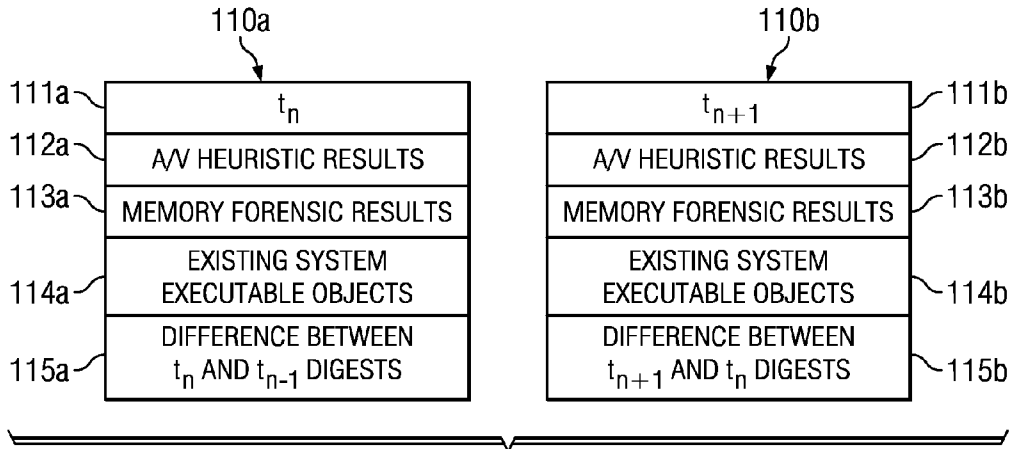 110a
111a
t_n
112a
A/V HEURISTIC RESULTS
113a
MEMORY FORENSIC RESULTS
114a
EXISTING SYSTEM
EXECUTABLE OBJECTS
115a
DIFFERENCE BETWEEN
t_n AND t_n-1 DIGESTS
110b
t_n+1
111b
A/V HEURISTIC RESULTS
112b
MEMORY FORENSIC RESULTS
113b
EXISTING SYSTEM
EXECUTABLE OBJECTS
114b
DIFFERENCE BETWEEN
t_n+1 AND t_n DIGESTS
115b